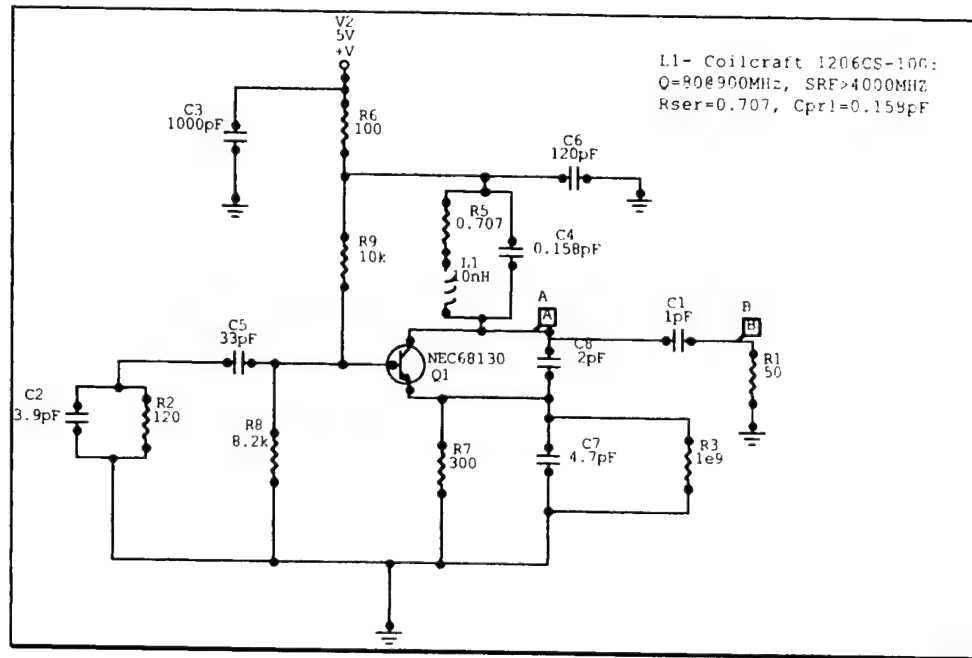 V2
5V
+V
L1- Coilcraft 1206CS-100:
Q=80@900MHz, SRF>4000MHZ
Rser=0.707, Cprl=0.158pF
C3
1000pF
R6
100
C6
120pF
R5
0.707
C4
0.158pF
R9
10k
L1
10nH
A
A
C1
1pF
B
B
C5
33pF
C8
2pF
NEC68130
Q1
R1
50
C2
3.9pF
R2
120
R8
8.2k
R7
300
C7
4.7pF
R3
1e9